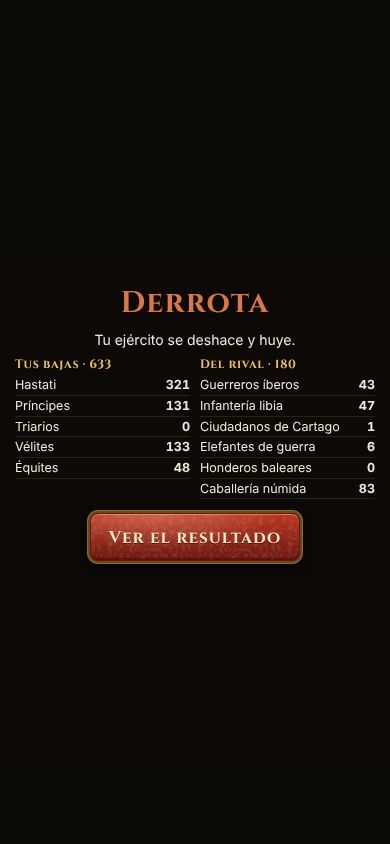 Derrota
Tu ejército se deshace y huye.
Tus bajas · 633
Hastati 321
Príncipes 131
Triarios 0
Vélites 133
Équites 48
Del rival · 180
Guerreros íberos 43
Infantería libia 47
Ciudadanos de Cartago 1
Elefantes de guerra 6
Honderos baleares 0
Caballería númida 83
Ver el resultado